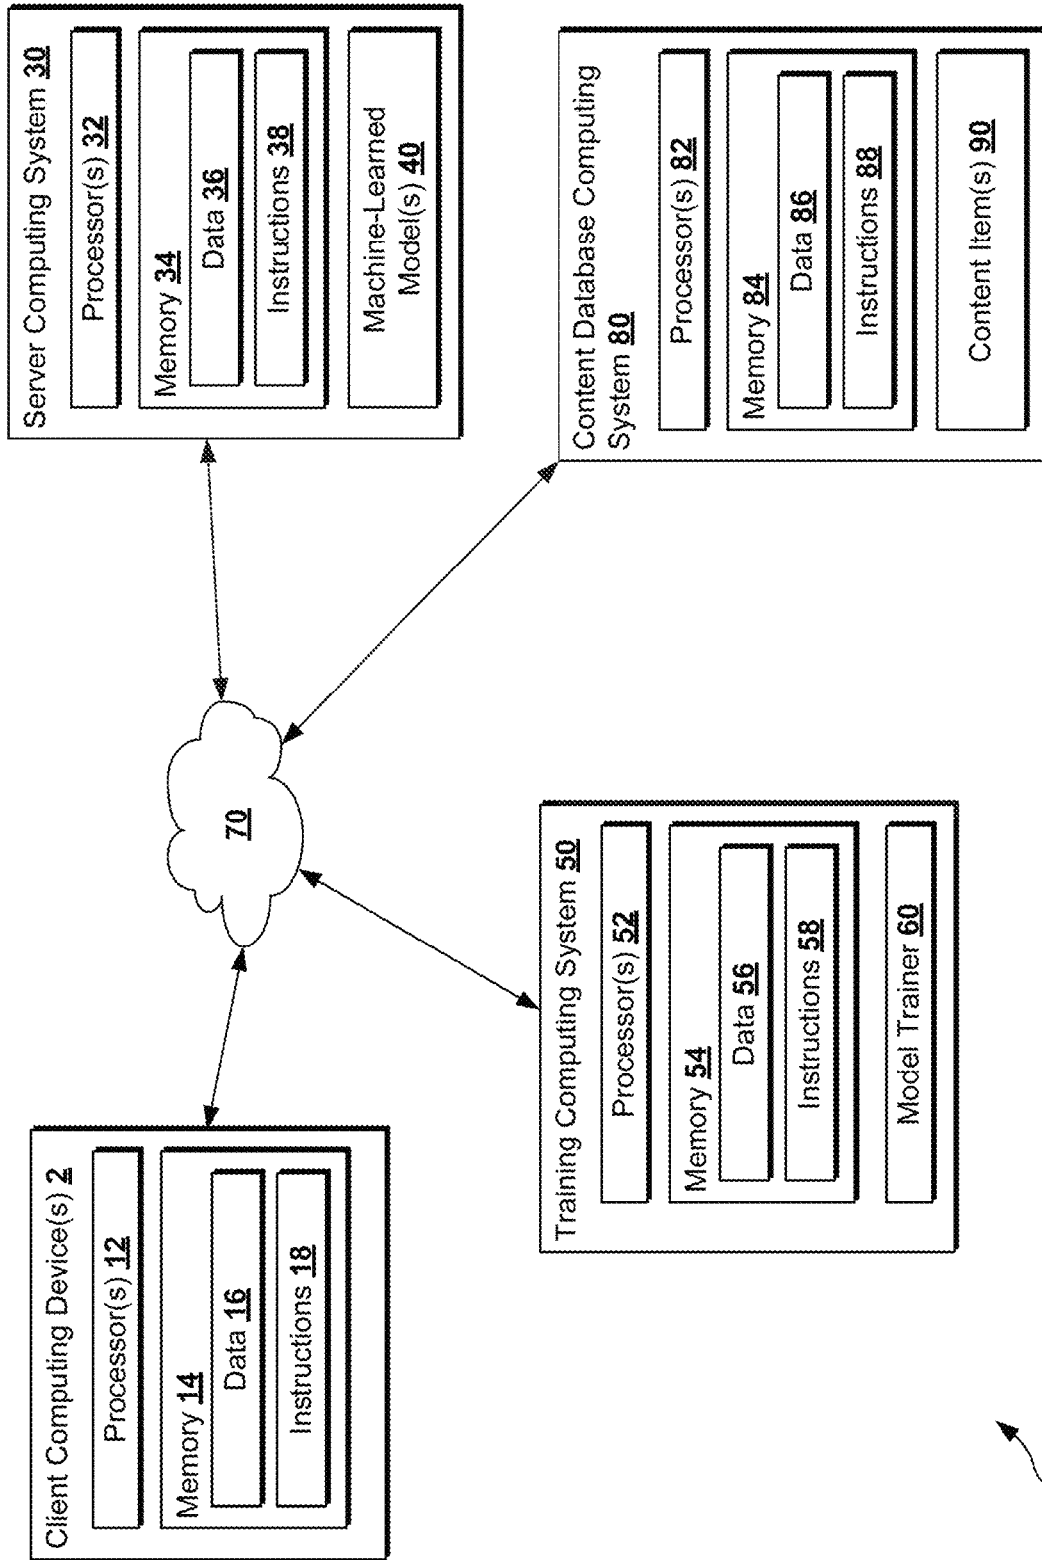 Client Computing Device(s) 2
Processor(s) 12
Memory 14
Data 16
Instructions 18
70
Server Computing System 30
Processor(s) 32
Memory 34
Data 36
Instructions 38
Machine-Learned
Model(s) 40
Training Computing System 50
Processor(s) 52
Memory 54
Data 56
Instructions 58
Model Trainer 60
Content Database Computing
System 80
Processor(s) 82
Memory 84
Data 86
Instructions 88
Content Item(s) 90